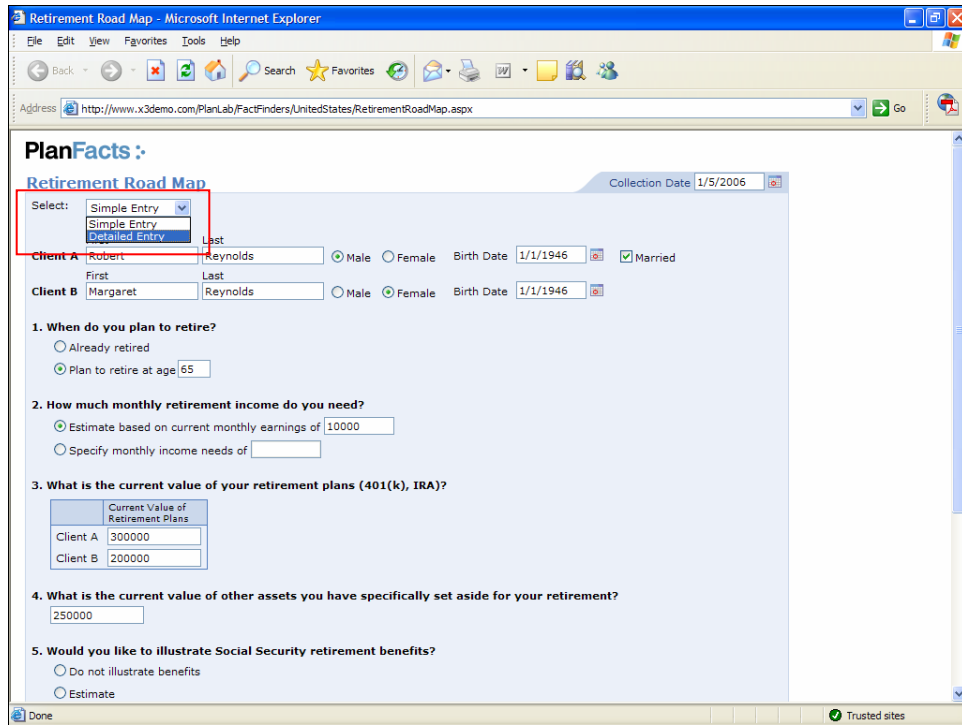 Retirement Road Map - Microsoft Internet Explorer
File Edit View Favorites Tools Help
Back Search Favorites
Address http://www.x3demo.com/PlanLab/FactFinders/UnitedStates/RetirementRoadMap.aspx Go
PlanFacts
Retirement Road Map Collection Date 1/5/2006
Select: Simple Entry
Simple Entry
Detailed Entry
Last
Client A Robert Reynolds Male Female Birth Date 1/1/1946 Married
First Last
Client B Margaret Reynolds Male Female Birth Date 1/1/1946
1. When do you plan to retire?
Already retired
Plan to retire at age 65
2. How much monthly retirement income do you need?
Estimate based on current monthly earnings of 10000
Specify monthly income needs of
3. What is the current value of your retirement plans (401(k), IRA)?
Current Value of
Retirement Plans
Client A 300000
Client B 200000
4. What is the current value of other assets you have specifically set aside for your retirement?
250000
5. Would you like to illustrate Social Security retirement benefits?
Do not illustrate benefits
Estimate
Done Trusted sites